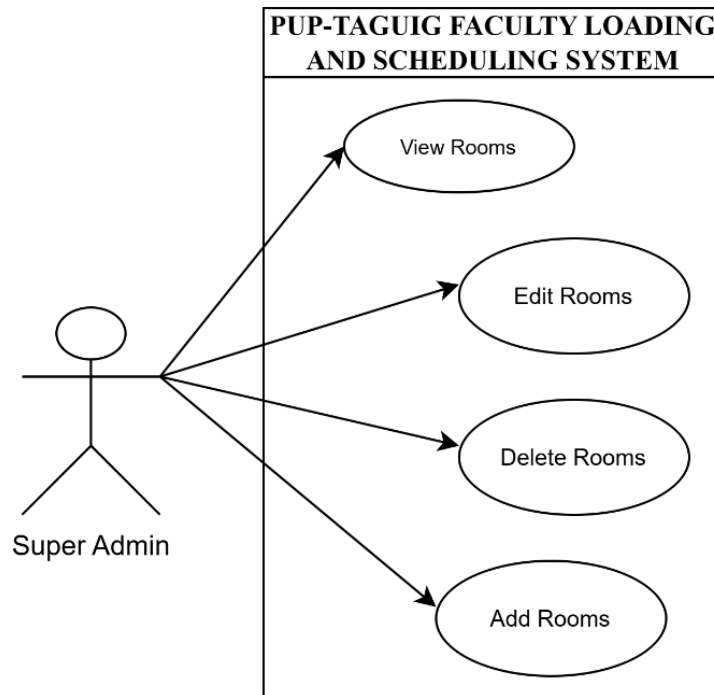 PUP-TAGUIG FACULTY LOADING
AND SCHEDULING SYSTEM
View Rooms
Edit Rooms
Delete Rooms
Super Admin
Add Rooms